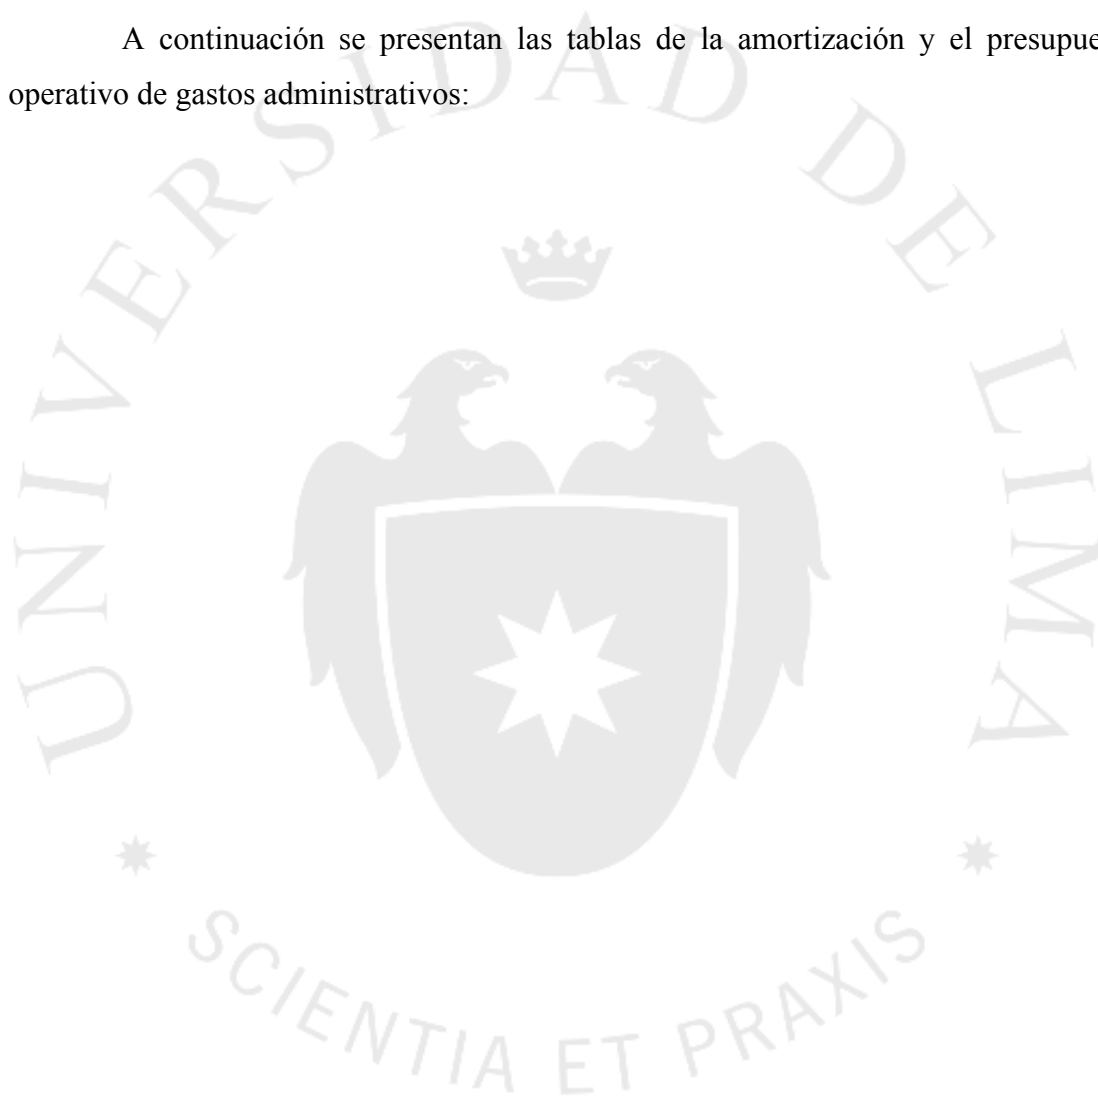 A continuación se presentan las tablas de la amortización y el presupue
operativo de gastos administrativos:
UNIVERSIDAD DE LIMA
SCIENTIA ET PRAXIS